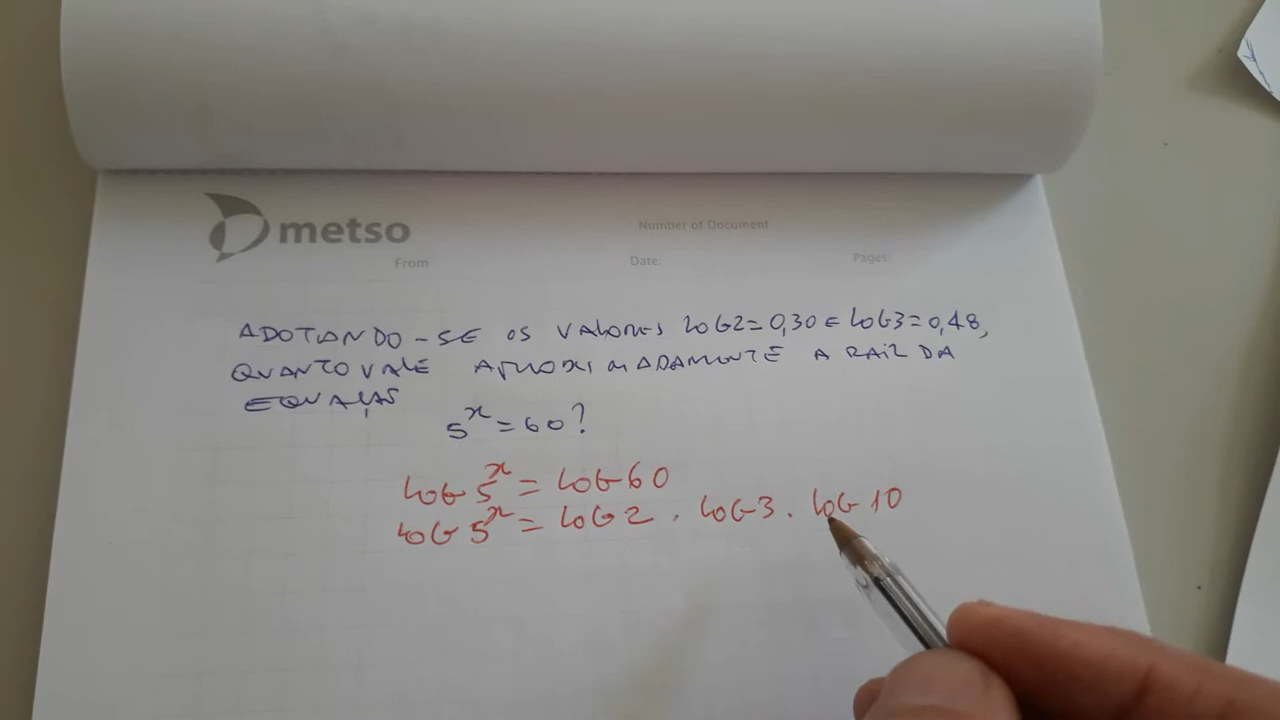 metso
Number of Document
From
Date:
Pages:
ADOTANDO-SE OS VALORES LOG2=0,30 E LOG3=0,48,
QUANTO VALE APROXIMADAMENTE A RAIZ DA
EQUAÇÃO
5^x=60?
LOG 5^x = LOG 60
LOG 5^x = LOG 2 . LOG 3 . LOG 10